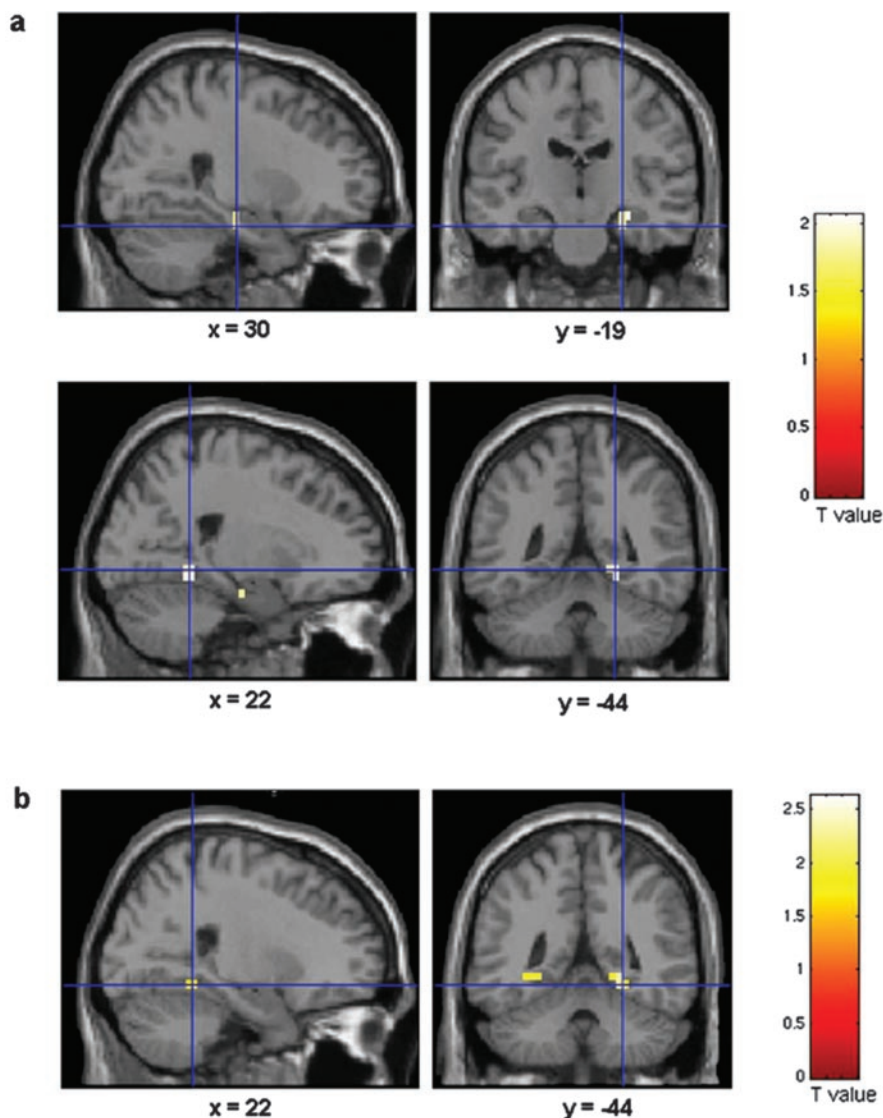 a
x = 30
y = -19
2
1.5
1
0.5
0
T value
x = 22
y = -44
b
x = 22
y = -44
2.5
2
1.5
1
0.5
0
T value